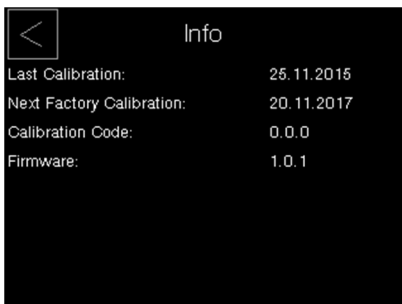 Info
Last Calibration: 25.11.2015
Next Factory Calibration: 20.11.2017
Calibration Code: 0.0.0
Firmware: 1.0.1